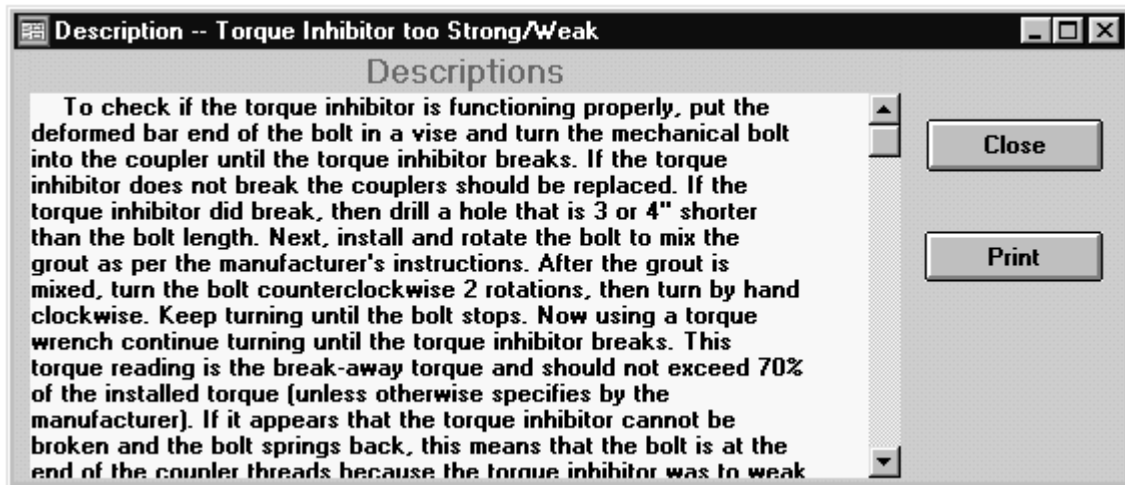 Description -- Torque Inhibitor too Strong/Weak
Descriptions
To check if the torque inhibitor is functioning properly, put the
deformed bar end of the bolt in a vise and turn the mechanical bolt
into the coupler until the torque inhibitor breaks. If the torque
inhibitor does not break the couplers should be replaced. If the
torque inhibitor did break, then drill a hole that is 3 or 4" shorter
than the bolt length. Next, install and rotate the bolt to mix the
grout as per the manufacturer's instructions. After the grout is
mixed, turn the bolt counterclockwise 2 rotations, then turn by hand
clockwise. Keep turning until the bolt stops. Now using a torque
wrench continue turning until the torque inhibitor breaks. This
torque reading is the break-away torque and should not exceed 70%
of the installed torque (unless otherwise specifies by the
manufacturer). If it appears that the torque inhibitor cannot be
broken and the bolt springs back, this means that the bolt is at the
end of the coupler threads because the torque inhibitor was to weak
Close
Print